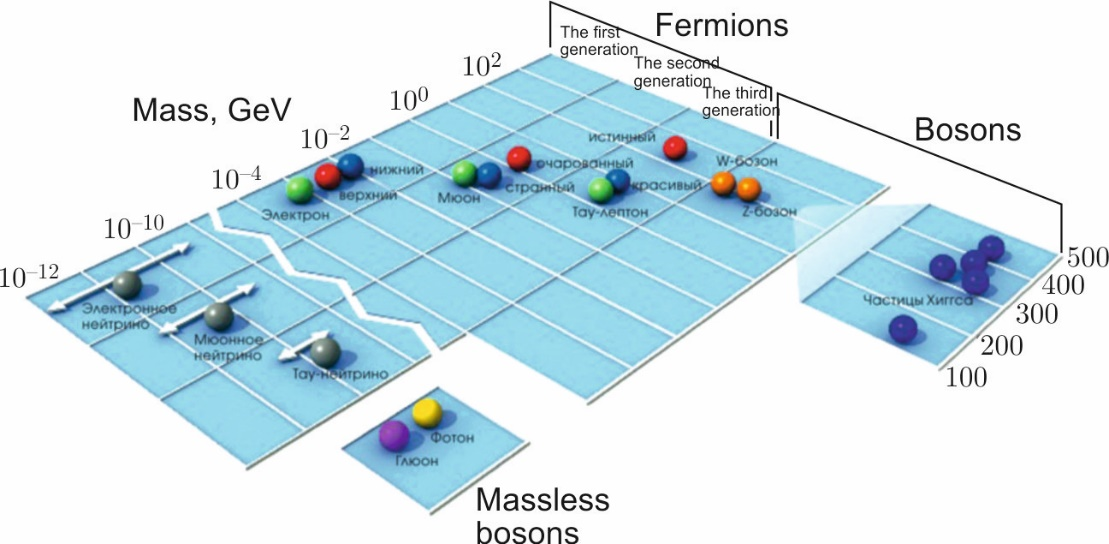 Fermions
The first
generation
The second
generation
The third
generation
Bosons
Mass, GeV
10²
10⁰
10⁻²
10⁻⁴
10⁻¹⁰
10⁻¹²
истинный
W-бозон
Z-бозон
очарованный
странный
Мюон
красивый
Тау-лептон
нижний
верхний
Электрон
Электронное
нейтрино
Мюонное
нейтрино
Тау-нейтрино
Частицы Хиггса
500
400
300
200
100
Фотон
Глюон
Massless
bosons